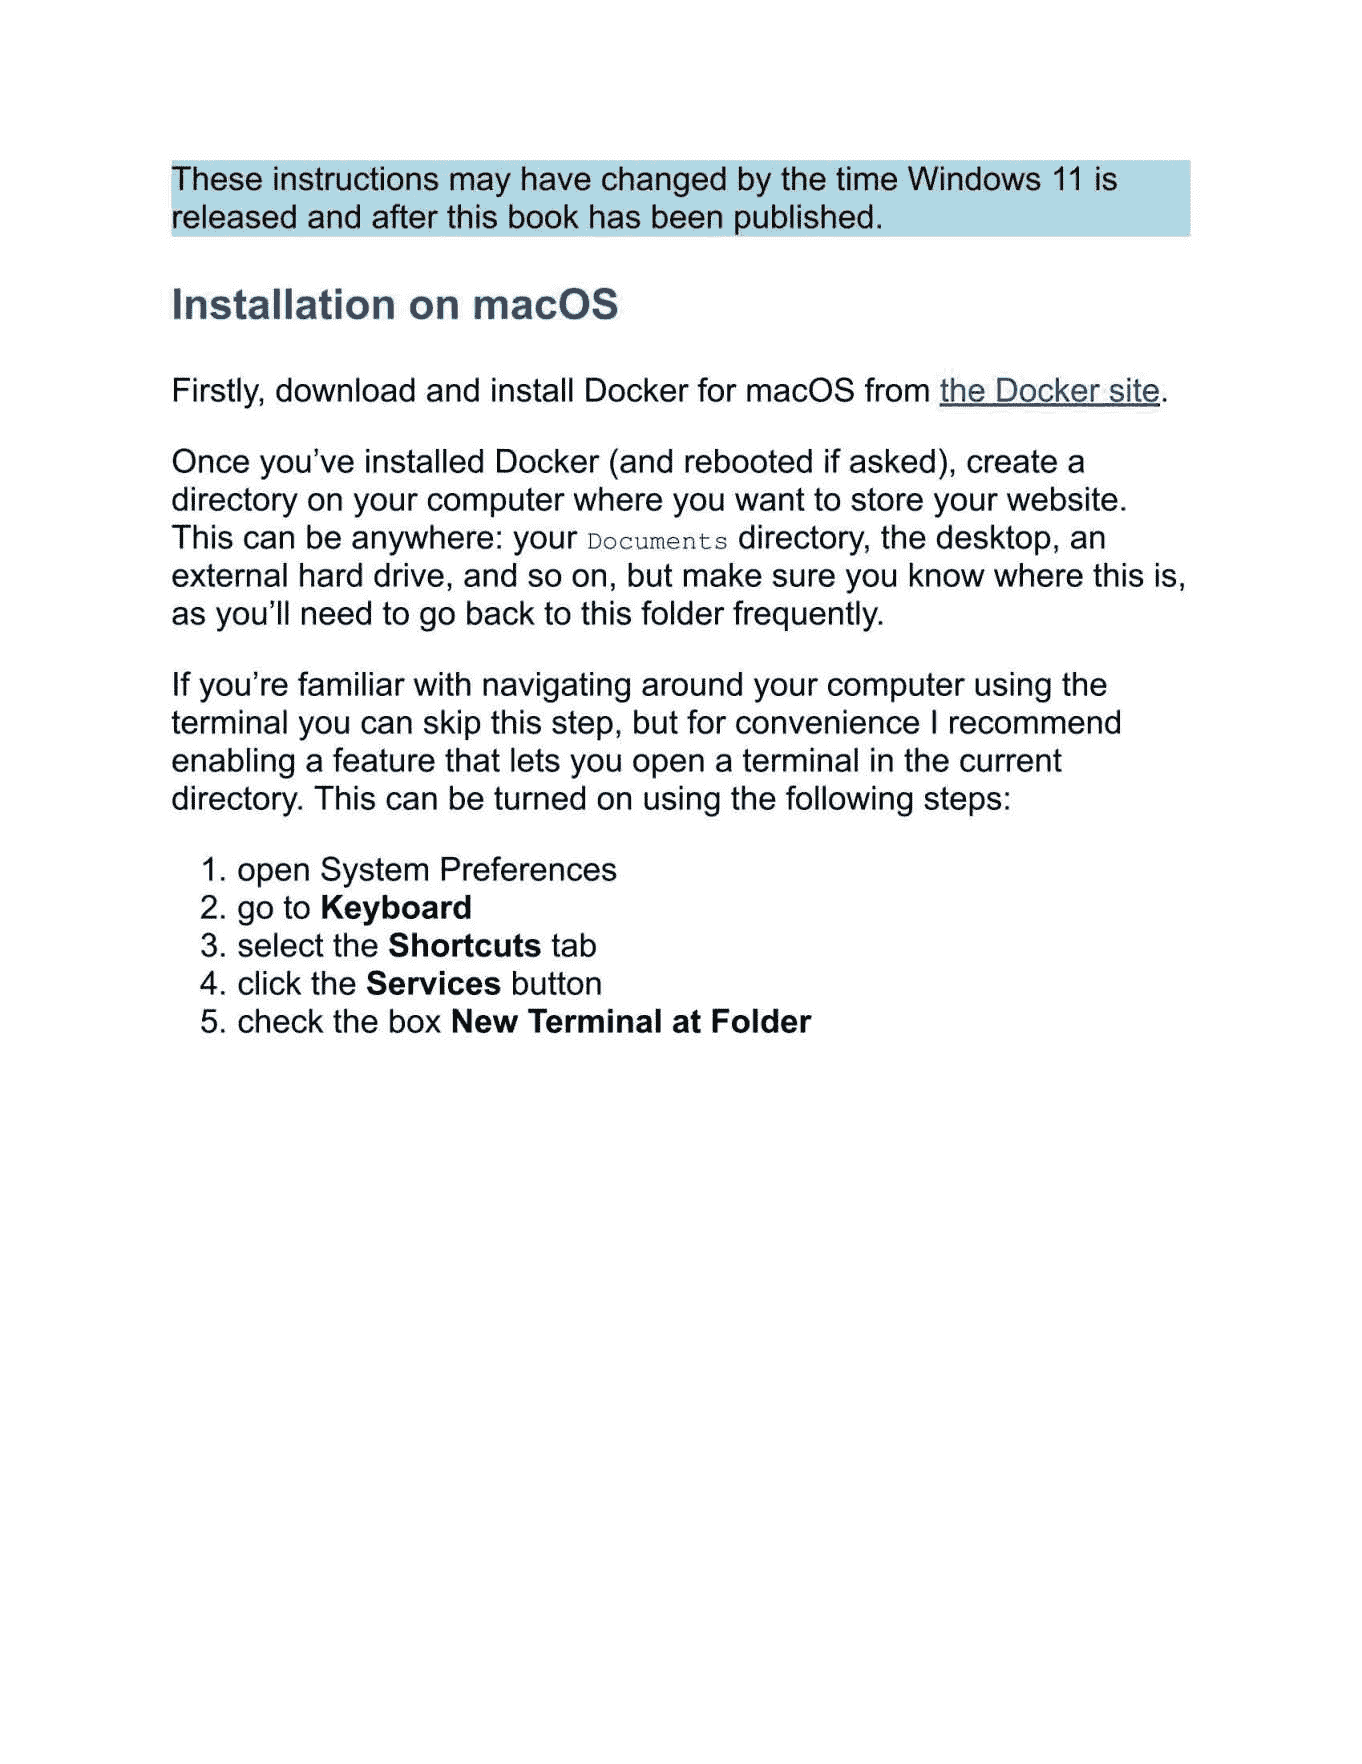 These instructions may have changed by the time Windows 11 is
released and after this book has been published.
Installation on macOS
Firstly, download and install Docker for macOS from the Docker site.
Once you’ve installed Docker (and rebooted if asked), create a
directory on your computer where you want to store your website.
This can be anywhere: your Documents directory, the desktop, an
external hard drive, and so on, but make sure you know where this is,
as you’ll need to go back to this folder frequently.
If you’re familiar with navigating around your computer using the
terminal you can skip this step, but for convenience I recommend
enabling a feature that lets you open a terminal in the current
directory. This can be turned on using the following steps:
1. open System Preferences
2. go to Keyboard
3. select the Shortcuts tab
4. click the Services button
5. check the box New Terminal at Folder